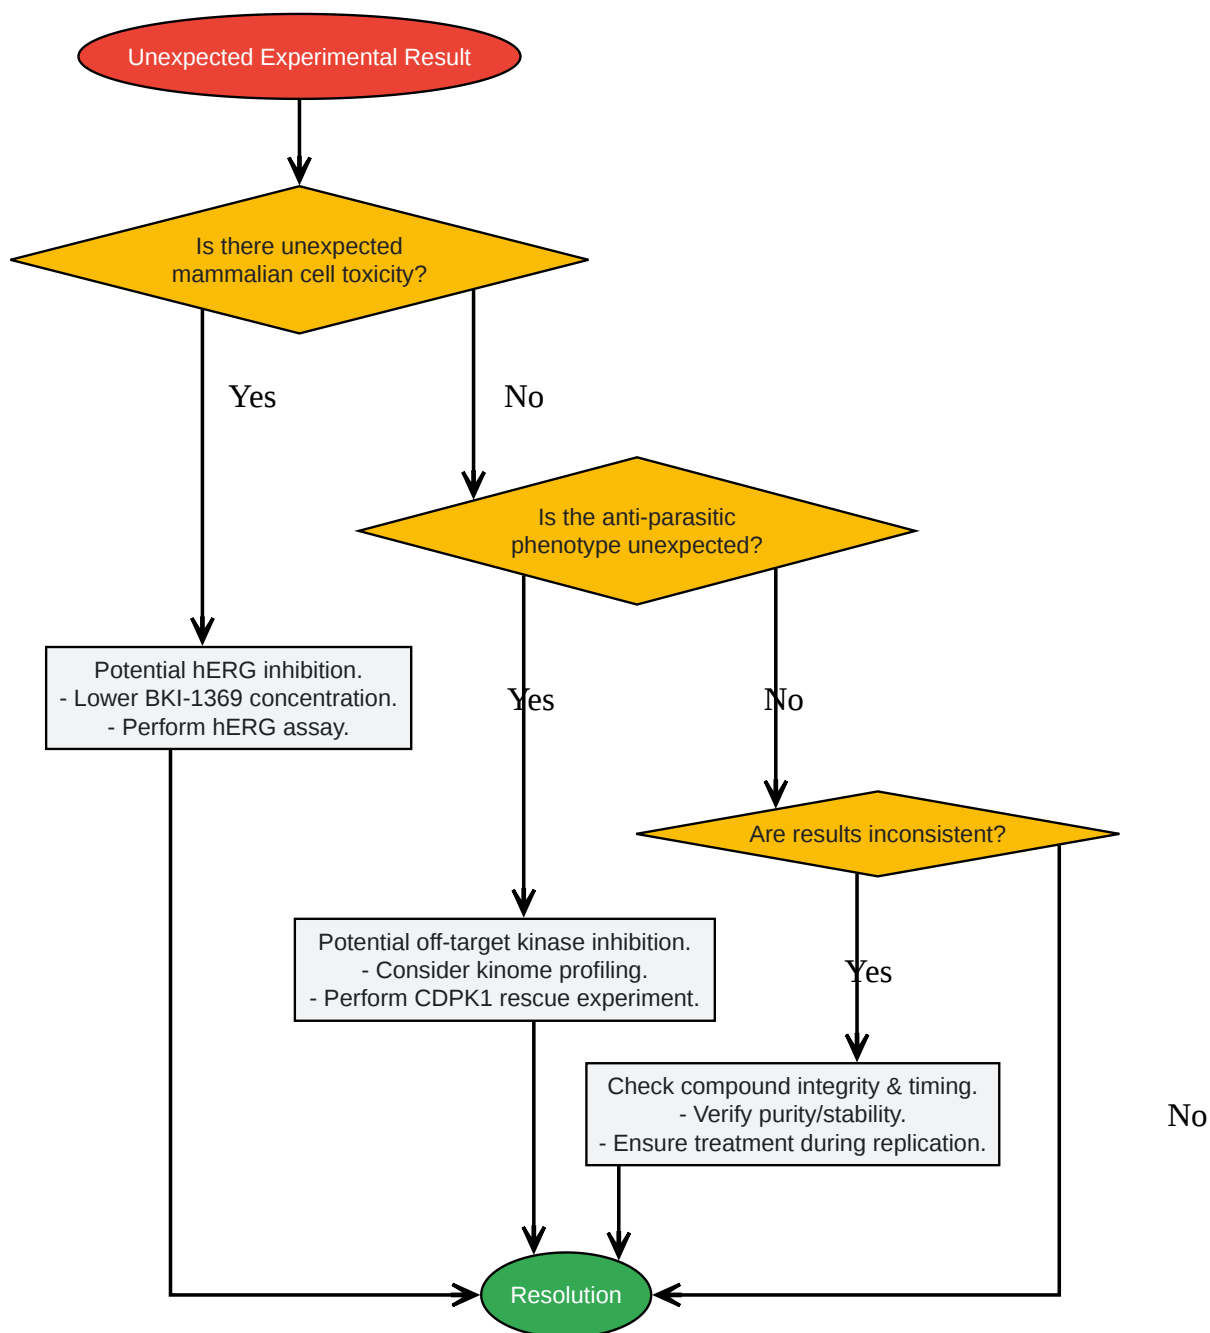 Unexpected Experimental Result
Is there unexpected
mammalian cell toxicity?
Yes
No
Is the anti-parasitic
phenotype unexpected?
Potential hERG inhibition.
- Lower BKI-1369 concentration.
- Perform hERG assay.
Yes
No
Are results inconsistent?
Potential off-target kinase inhibition.
- Consider kinome profiling.
- Perform CDPK1 rescue experiment.
Yes
Check compound integrity & timing.
- Verify purity/stability.
- Ensure treatment during replication.
No
Resolution